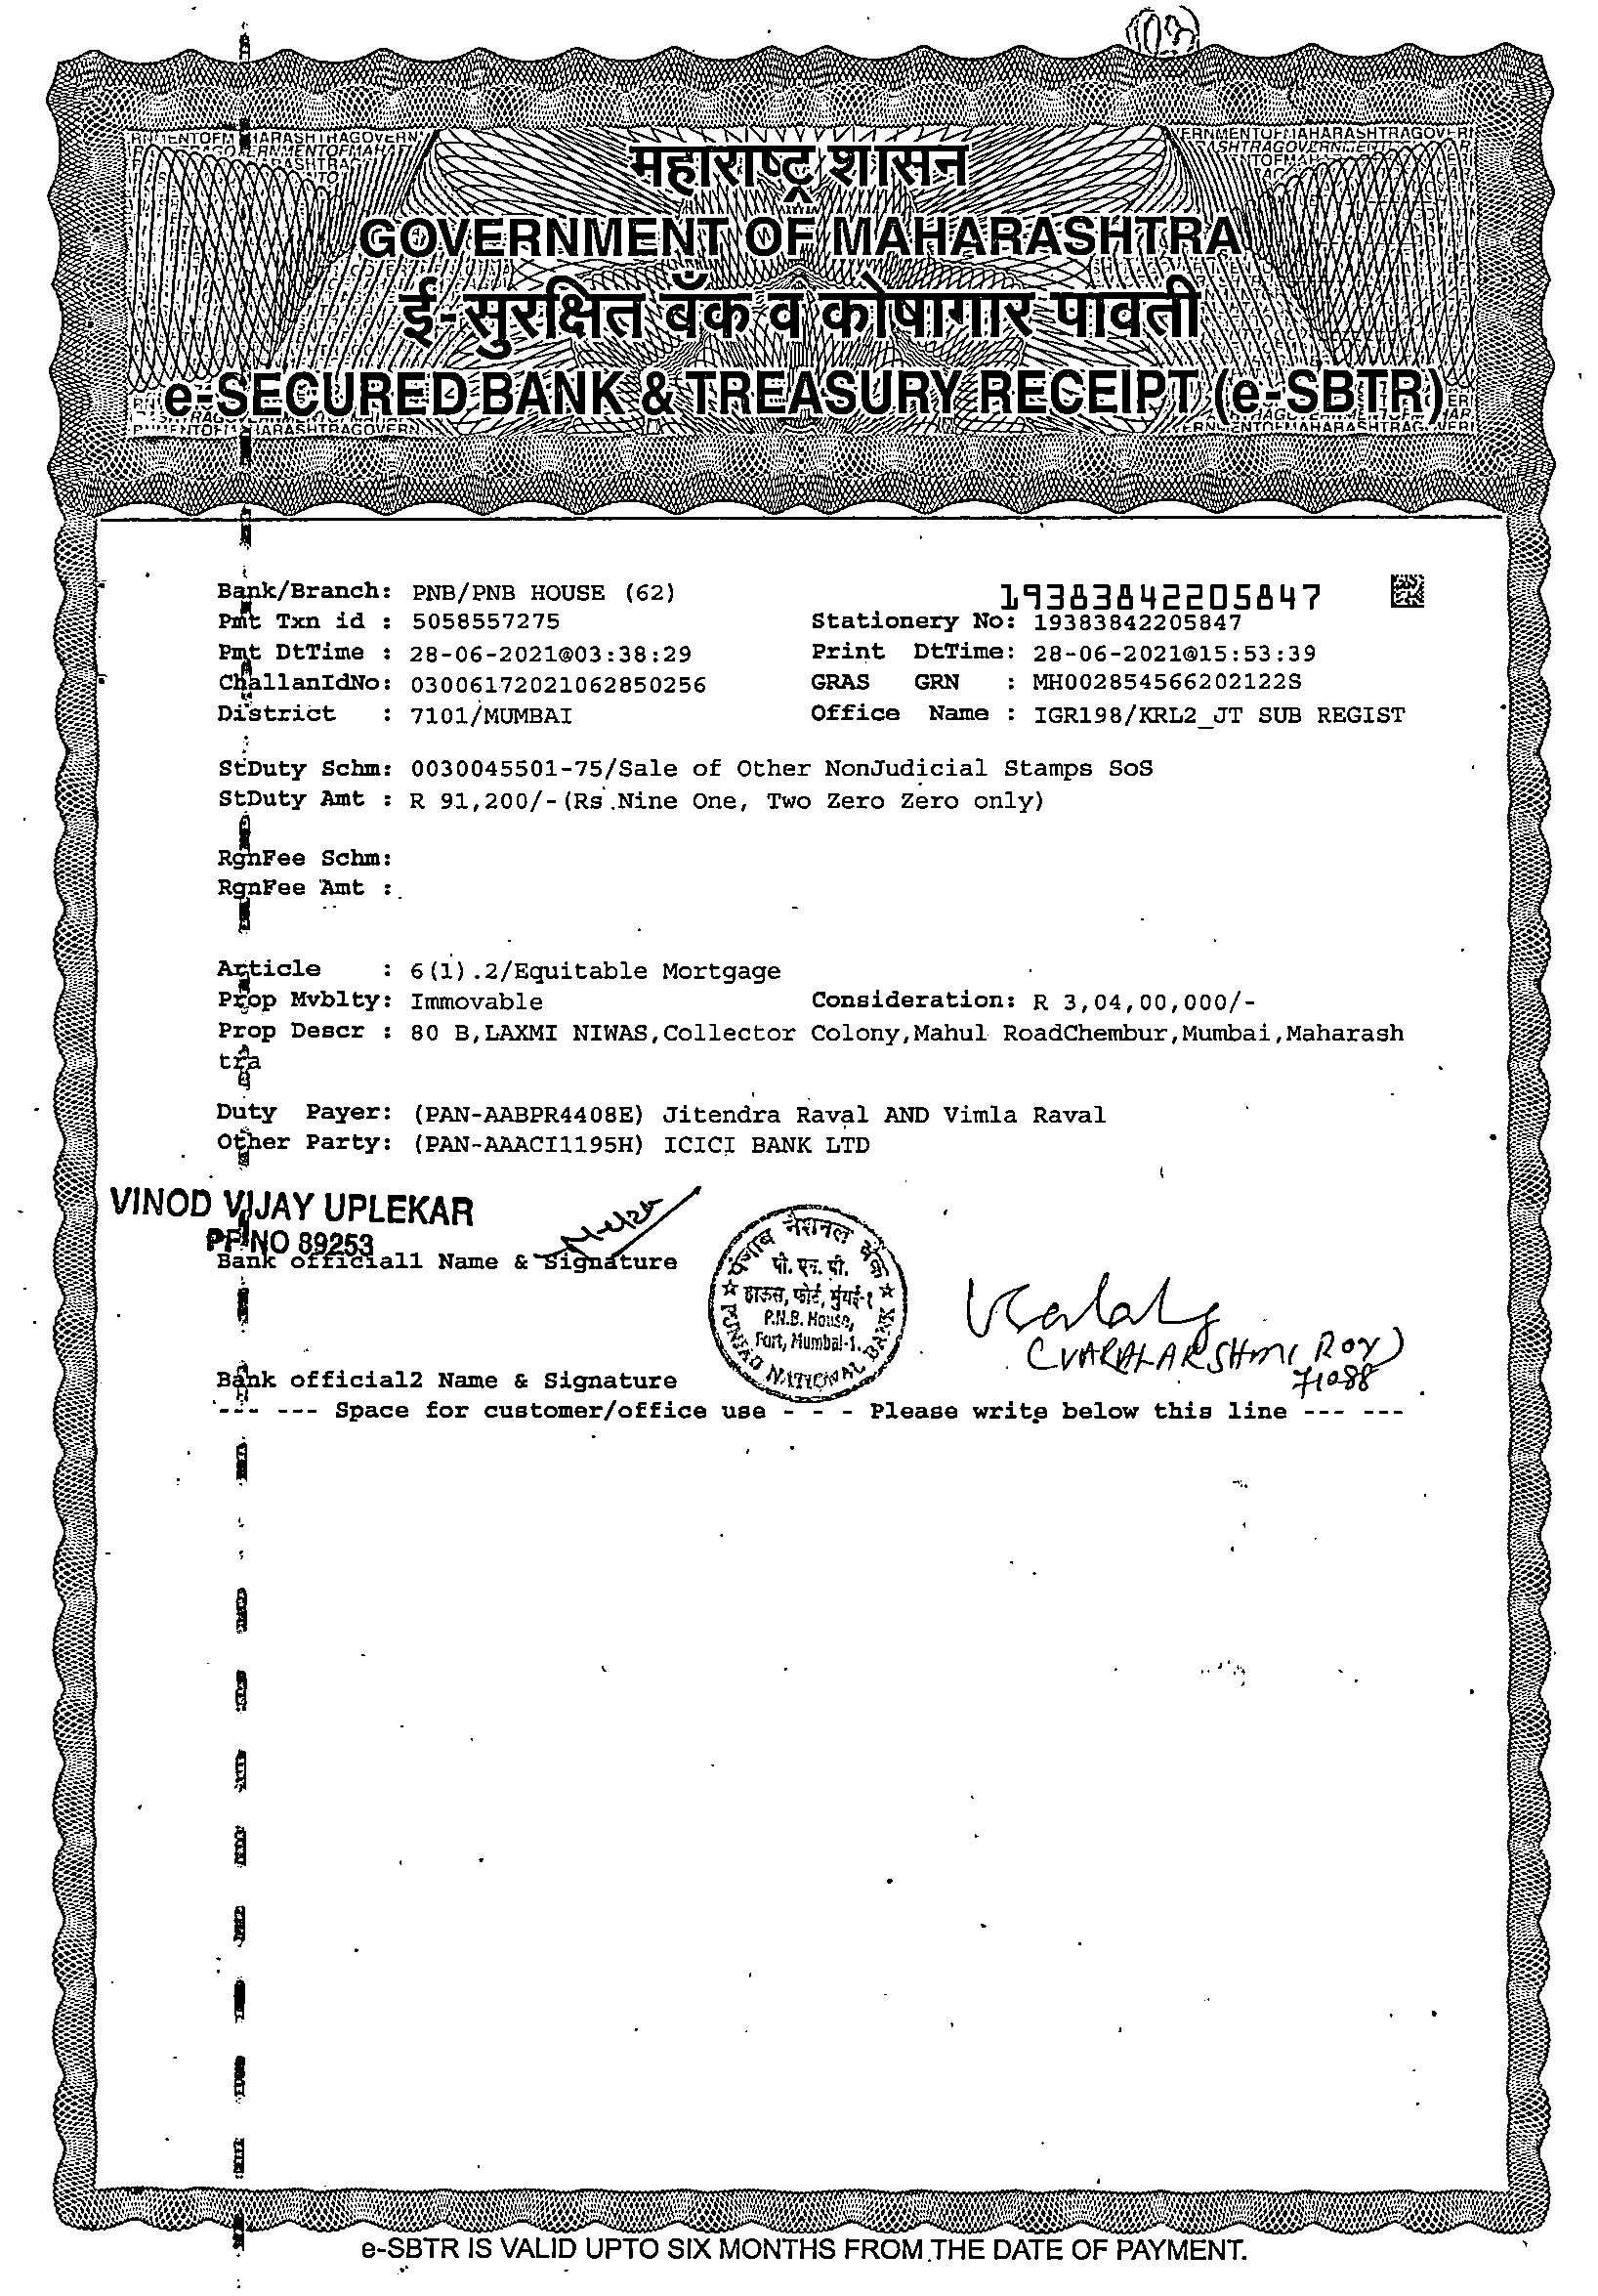 महाराष्ट्र शासन
GOVERNMENT OF MAHARASHTRA
ई-सुरक्षित बँक व कोषागार पावती
e-SECURED BANK & TREASURY RECEIPT (e-SBTR)
19383842205847
Bank/Branch: PNB/PNB HOUSE (62)
Pmt Txn id : 5058557275 Stationery No: 19383842205847
Pmt DtTime : 28-06-2021@03:38:29 Print DtTime: 28-06-2021@15:53:39
ChallanIdNo: 03006172021062850256 GRAS GRN : MH002854566202122S
District : 7101/MUMBAI Office Name : IGR198/KRL2_JT SUB REGIST
StDuty Schm: 0030045501-75/Sale of Other NonJudicial Stamps SoS
StDuty Amt : R 91,200/-(Rs Nine One, Two Zero Zero only)
RgnFee Schm:
RgnFee Amt :
Article : 6(1).2/Equitable Mortgage
Prop Mvblty: Immovable Consideration: R 3,04,00,000/-
Prop Descr : 80 B,LAXMI NIWAS,Collector Colony,Mahul RoadChembur,Mumbai,Maharash
tra
Duty Payer: (PAN-AABPR4408E) Jitendra Raval AND Vimla Raval
Other Party: (PAN-AAACI1195H) ICICI BANK LTD
VINOD VIJAY UPLEKAR
PF NO 89253
Bank official1 Name & Signature
पंजाब नैशनल बैंक
पी. एन. पी.
हाऊस, फोर्ट, मुंबई-१
P.N.B. House,
Fort, Mumbai-1.
PUNJAB NATIONAL BANK
(VARALAKSHMI ROY)
71088
Bank official2 Name & Signature
--- --- Space for customer/office use - - - Please write below this line --- ---
e-SBTR IS VALID UPTO SIX MONTHS FROM THE DATE OF PAYMENT.